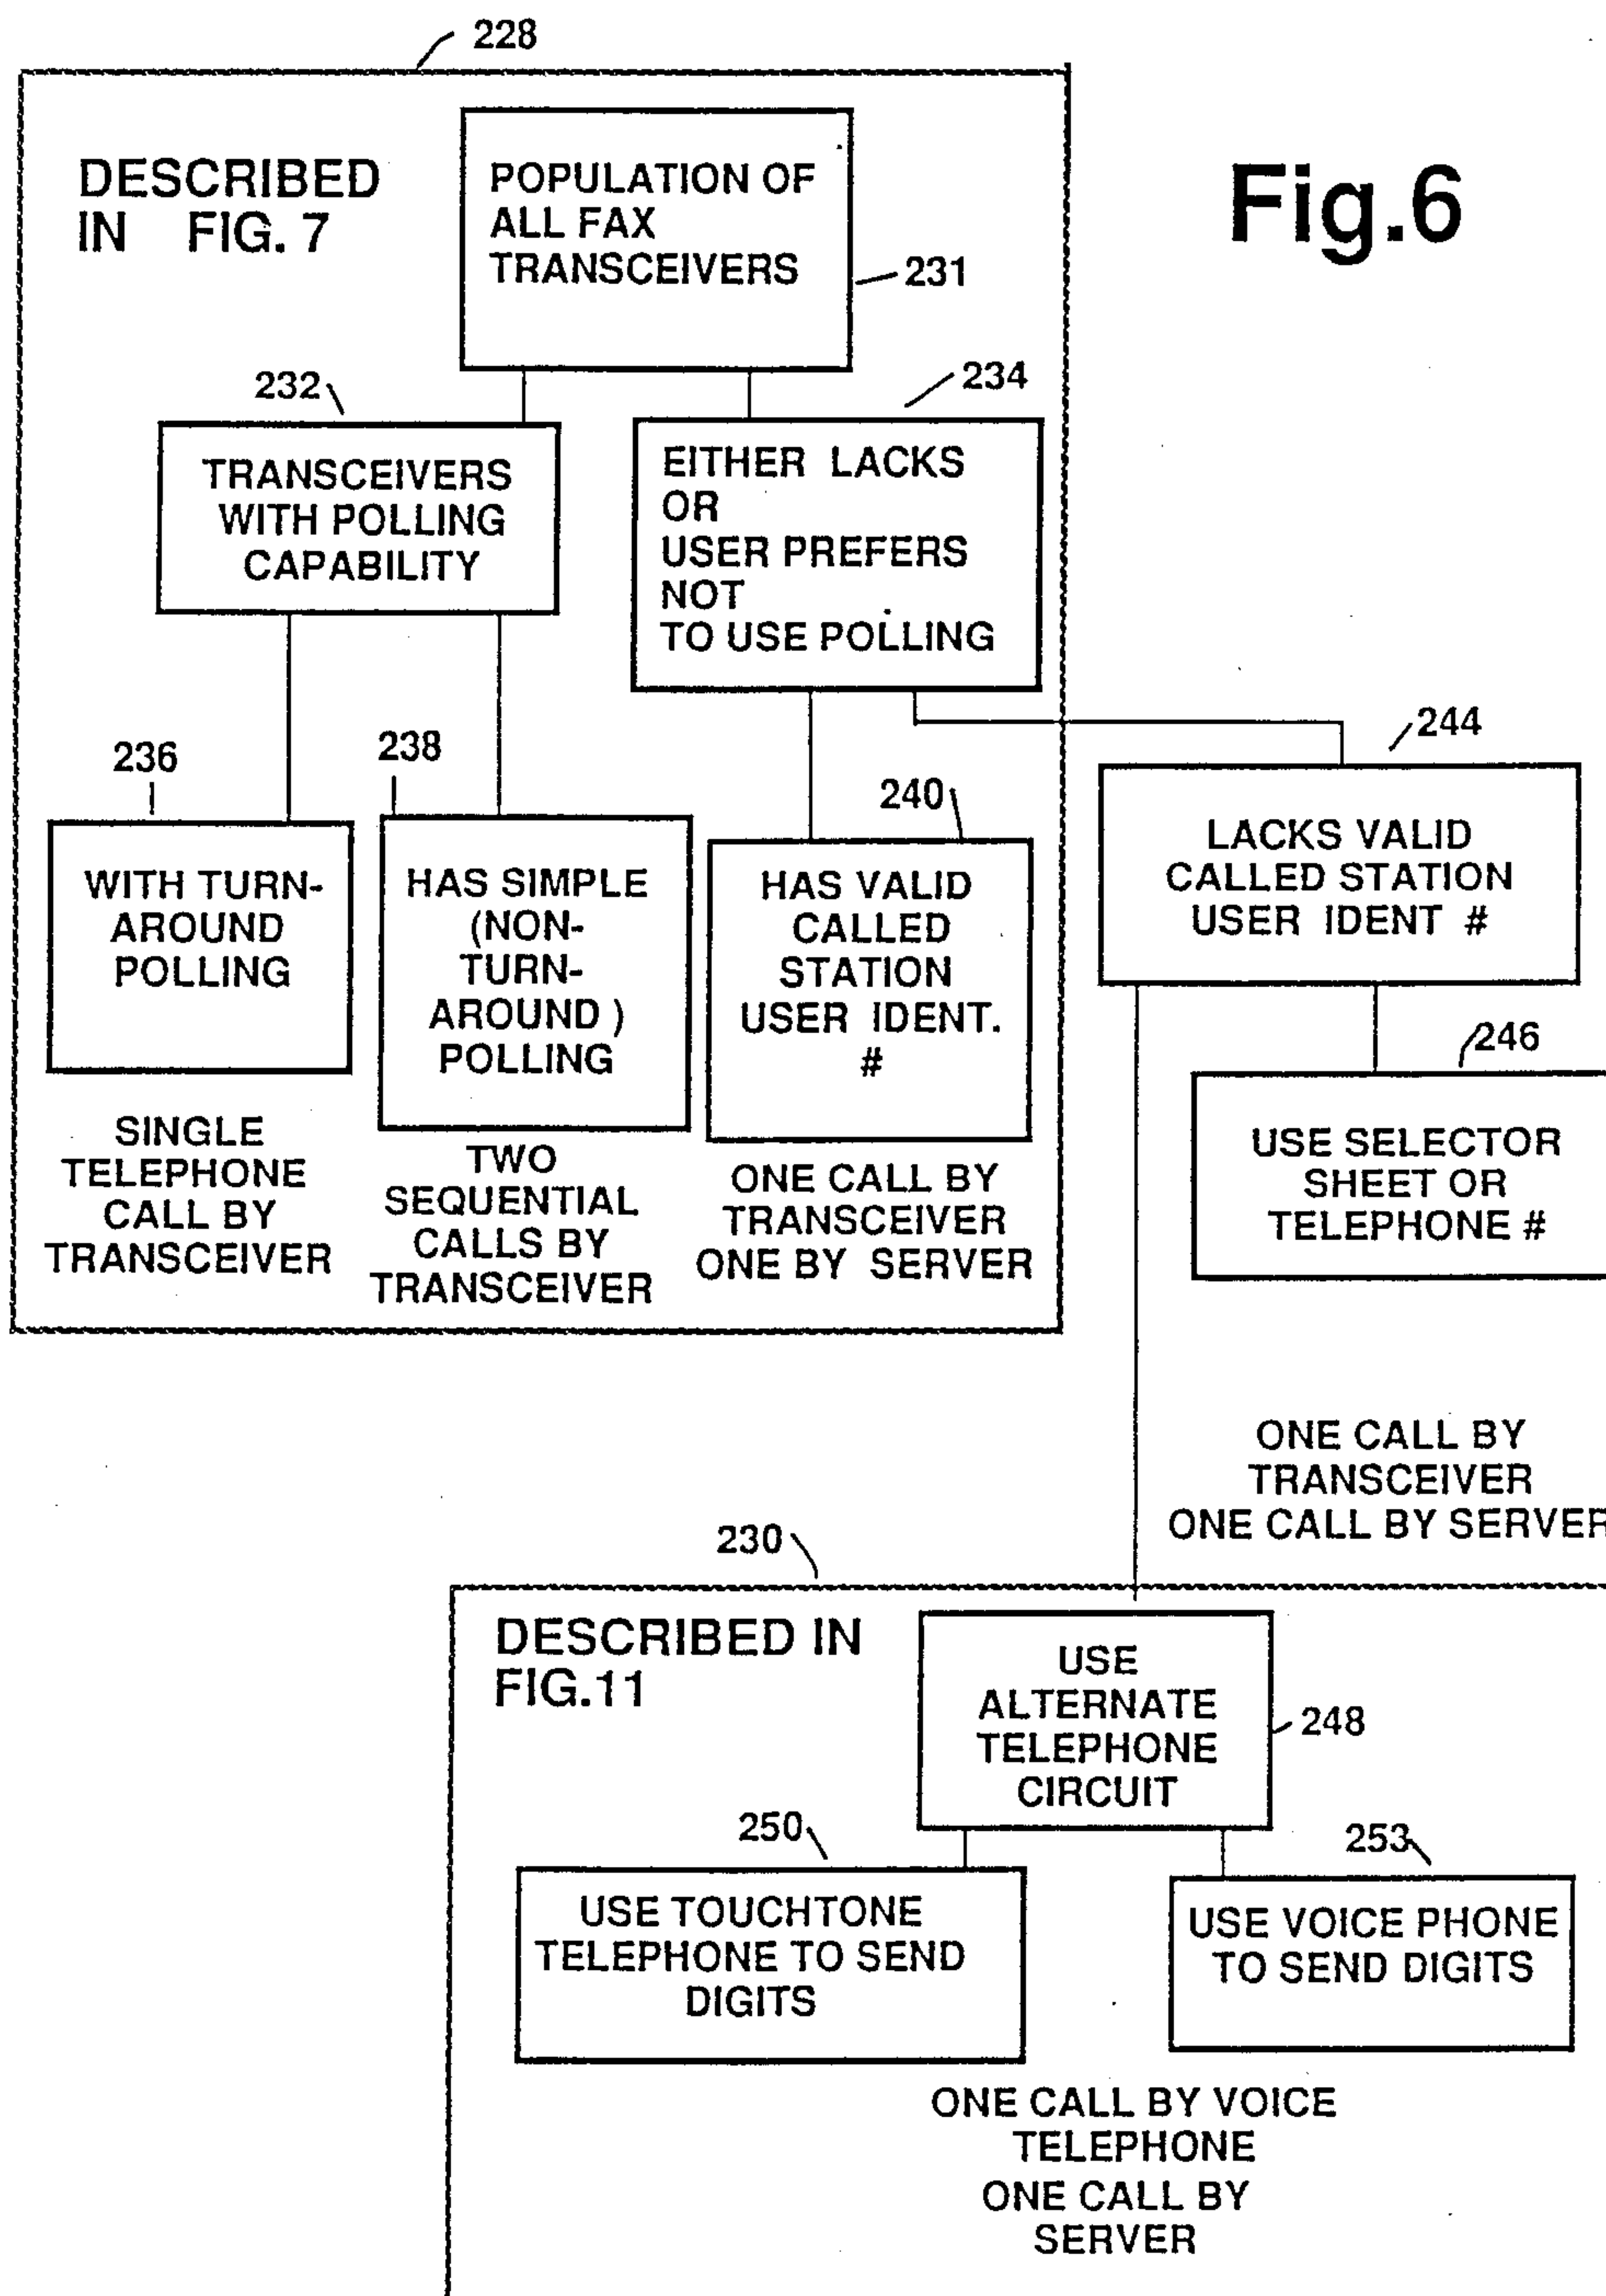 228
DESCRIBED
IN FIG. 7
POPULATION OF
ALL FAX
TRANSCEIVERS
231
Fig.6
232
TRANSCEIVERS
WITH POLLING
CAPABILITY
234
EITHER LACKS
OR
USER PREFERS
NOT
TO USE POLLING
236
WITH TURN-
AROUND
POLLING
SINGLE
TELEPHONE
CALL BY
TRANSCEIVER
238
HAS SIMPLE
(NON-
TURN-
AROUND )
POLLING
TWO
SEQUENTIAL
CALLS BY
TRANSCEIVER
240
HAS VALID
CALLED
STATION
USER IDENT.
#
ONE CALL BY
TRANSCEIVER
ONE BY SERVER
244
LACKS VALID
CALLED STATION
USER IDENT #
246
USE SELECTOR
SHEET OR
TELEPHONE #
ONE CALL BY
TRANSCEIVER
ONE CALL BY SERVER
230
DESCRIBED IN
FIG.11
USE
ALTERNATE
TELEPHONE
CIRCUIT
248
250
USE TOUCHTONE
TELEPHONE TO SEND
DIGITS
253
USE VOICE PHONE
TO SEND DIGITS
ONE CALL BY VOICE
TELEPHONE
ONE CALL BY
SERVER